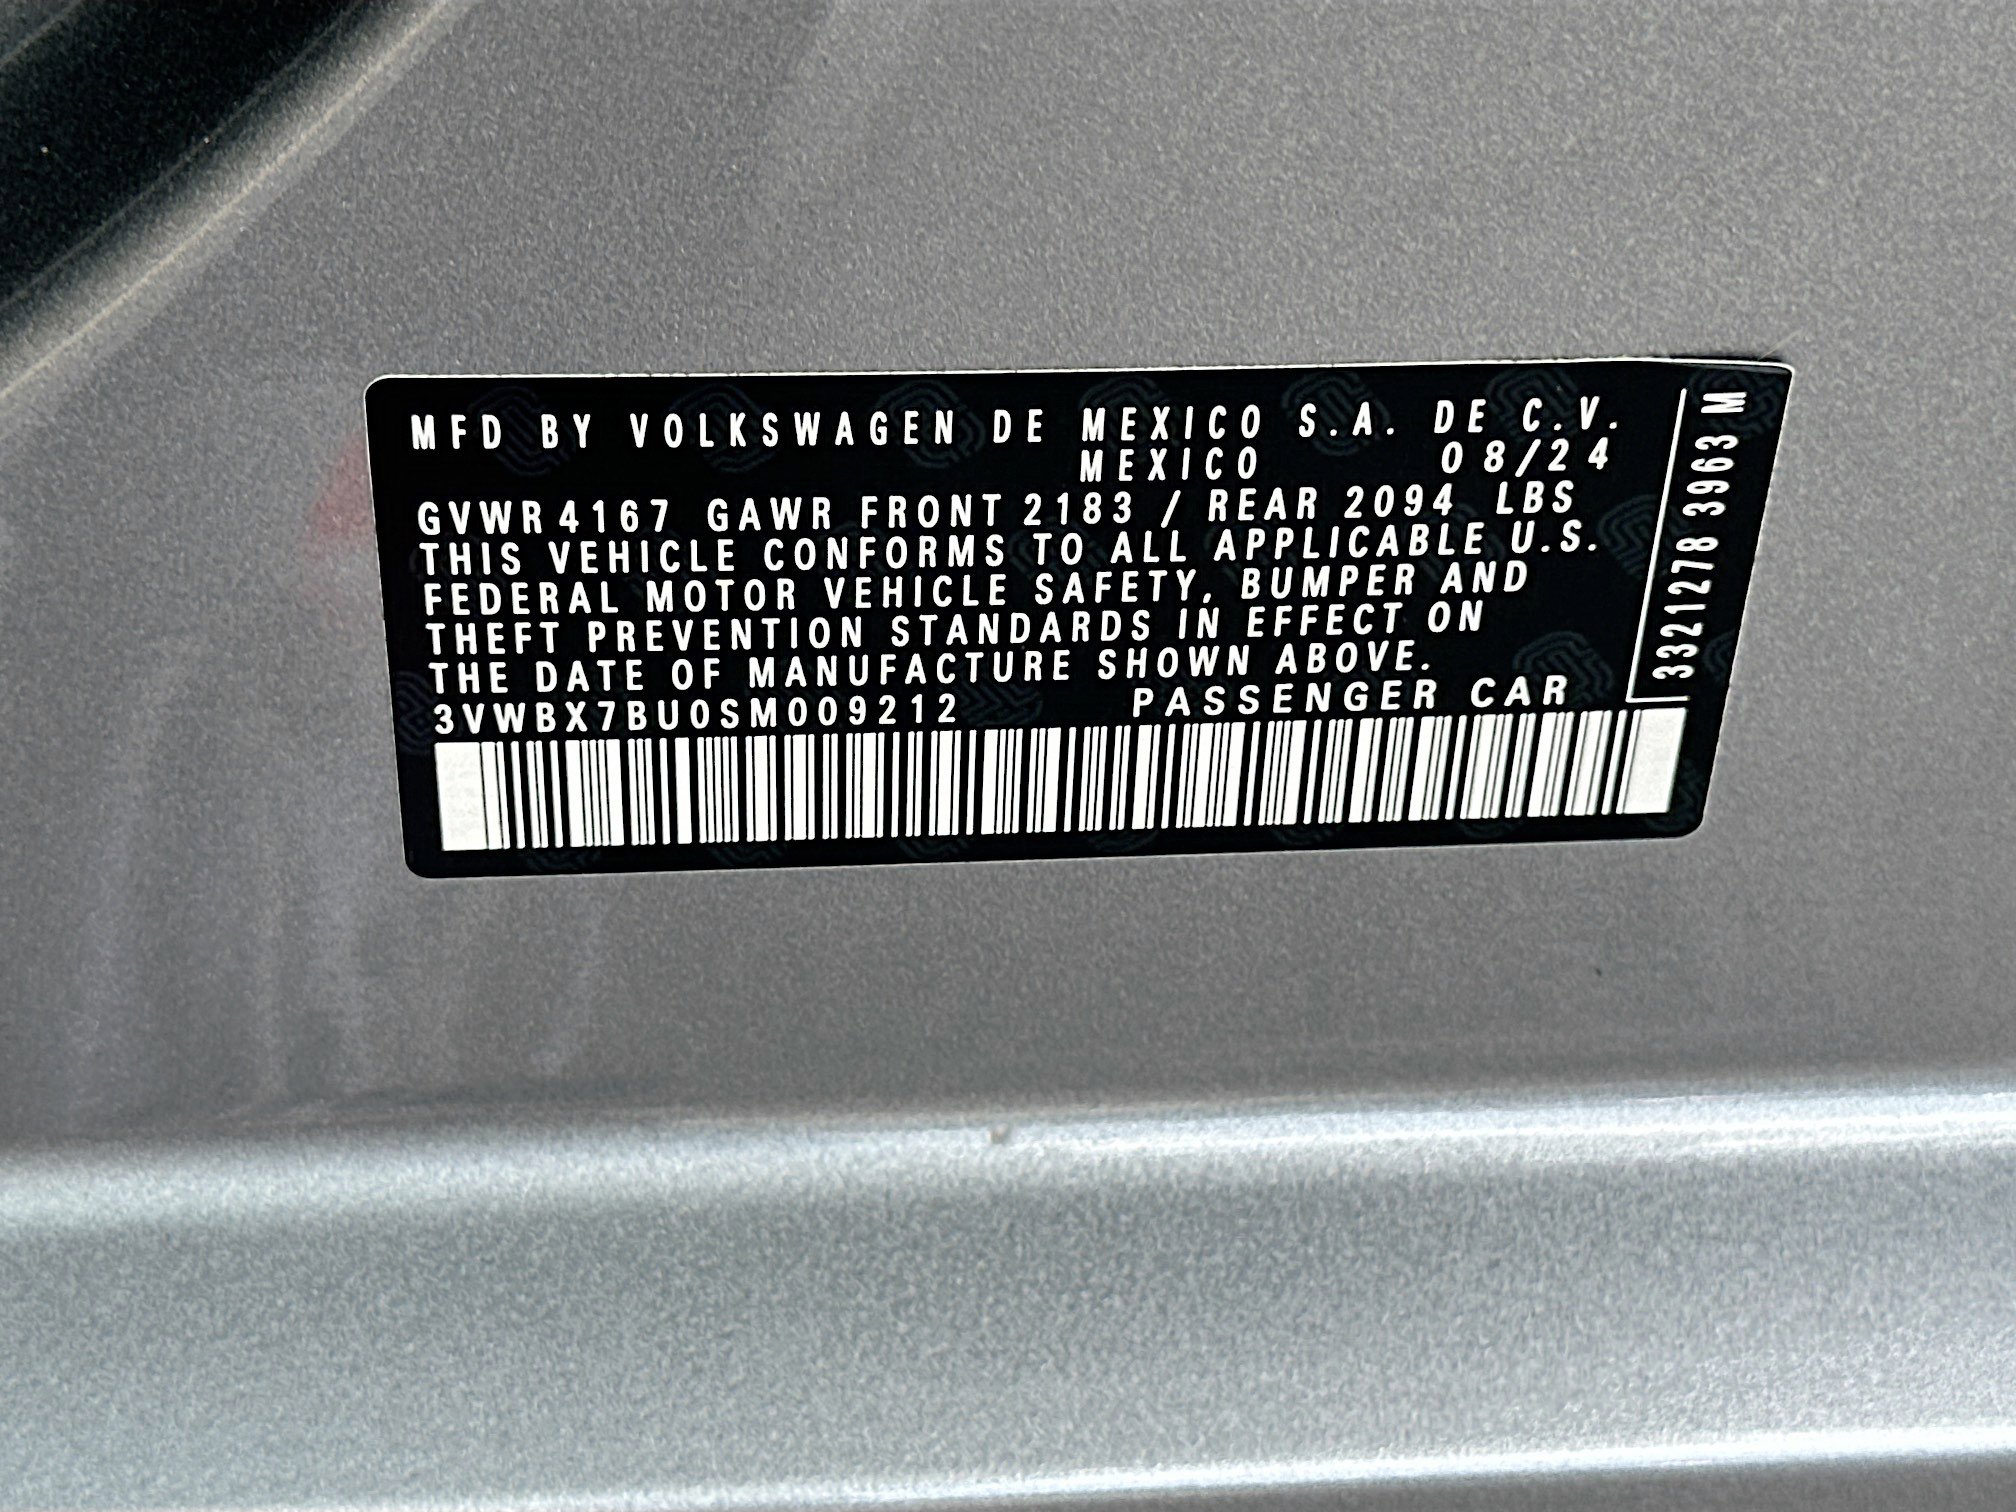 MFD BY VOLKSWAGEN DE MEXICO S.A. DE C.V.
MEXICO 08/24
GVWR 4167 GAWR FRONT 2183 / REAR 2094 LBS
THIS VEHICLE CONFORMS TO ALL APPLICABLE U.S.
FEDERAL MOTOR VEHICLE SAFETY, BUMPER AND
THEFT PREVENTION STANDARDS IN EFFECT ON
THE DATE OF MANUFACTURE SHOWN ABOVE.
3VWBX7BU0SM009212 PASSENGER CAR
3321278 3963 M